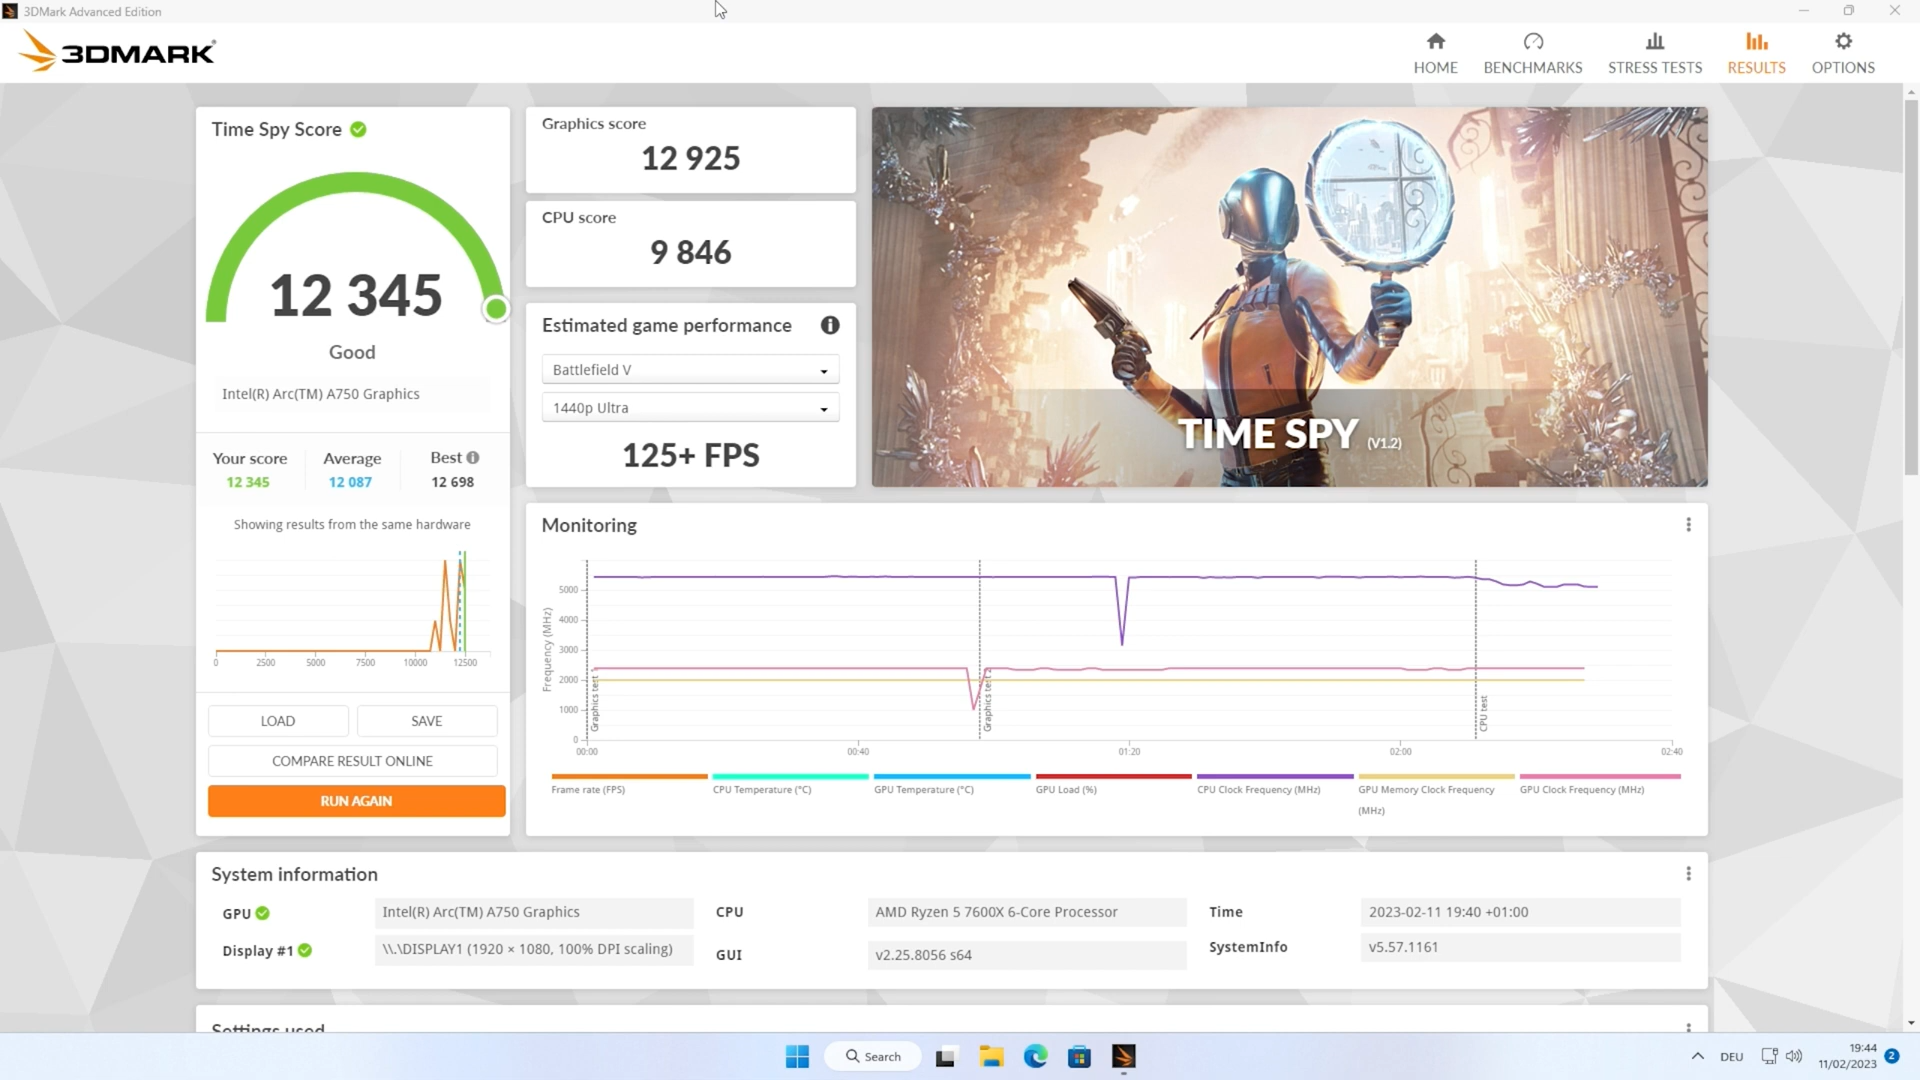 3DMark Advanced Edition
3DMARK
HOME
BENCHMARKS
STRESS TESTS
RESULTS
OPTIONS
Time Spy Score
12 345
Good
Intel(R) Arc(TM) A750 Graphics
Your score Average Best
12 345 12 087 12 698
Showing results from the same hardware
0 2500 5000 7500 10000 12500
LOAD SAVE
COMPARE RESULT ONLINE
RUN AGAIN
Graphics score
12 925
CPU score
9 846
Estimated game performance
Battlefield V
1440p Ultra
125+ FPS
TIME SPY (V1.2)
Monitoring
Frequency (MHz)
5000
4000
3000
2000
1000
0
Graphics test
Graphics test 2
CPU test
00:00 00:40 01:20 02:00 02:40
Frame rate (FPS)
CPU Temperature (°C)
GPU Temperature (°C)
GPU Load (%)
CPU Clock Frequency (MHz)
GPU Memory Clock Frequency
(MHz)
GPU Clock Frequency (MHz)
System information
GPU Intel(R) Arc(TM) A750 Graphics
CPU AMD Ryzen 5 7600X 6-Core Processor
Time 2023-02-11 19:40 +01:00
Display #1 \\.\DISPLAY1 (1920 × 1080, 100% DPI scaling)
GUI v2.25.8056 s64
SystemInfo v5.57.1161
Settings used
Search
DEU
19:44
11/02/2023
2